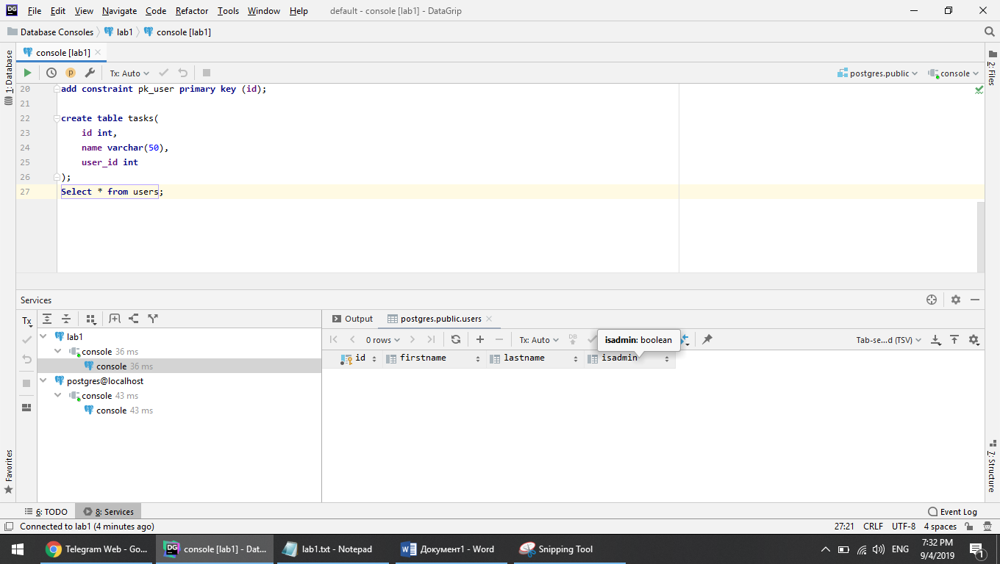 DG File Edit View Navigate Code Refactor Tools Window Help default - console [lab1] - DataGrip
Database Consoles lab1 console [lab1]
console [lab1]
Tx: Auto postgres.public console
1: Database
2: Files
20 add constraint pk_user primary key (id);
21
22 create table tasks(
23 id int,
24 name varchar(50),
25 user_id int
26 );
27 Select * from users;
Services
Tx
lab1
console 36 ms
console 36 ms
postgres@localhost
console 43 ms
console 43 ms
Output postgres.public.users
0 rows Tx: Auto DB Tab-se...d (TSV)
isadmin: boolean
id firstname lastname isadmin
Favorites
7: Structure
6: TODO 8: Services Event Log
Connected to lab1 (4 minutes ago) 27:21 CRLF UTF-8 4 spaces
Telegram Web - Go... console [lab1] - Dat... lab1.txt - Notepad Документ1 - Word Snipping Tool ENG 7:32 PM
9/4/2019
1